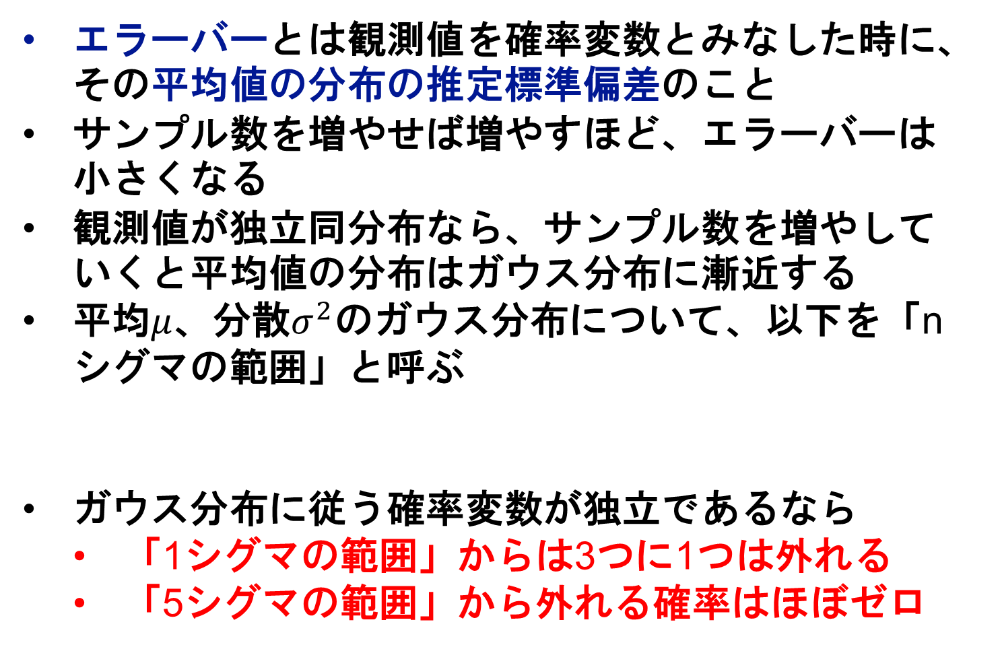 • エラーバーとは観測値を確率変数とみなした時に、
その平均値の分布の推定標準偏差のこと
• サンプル数を増やせば増やすほど、エラーバーは
小さくなる
• 観測値が独立同分布なら、サンプル数を増やして
いくと平均値の分布はガウス分布に漸近する
• 平均𝜇、分散𝜎²のガウス分布について、以下を「n
シグマの範囲」と呼ぶ
• ガウス分布に従う確率変数が独立であるなら
• 「1シグマの範囲」からは3つに1つは外れる
• 「5シグマの範囲」から外れる確率はほぼゼロ